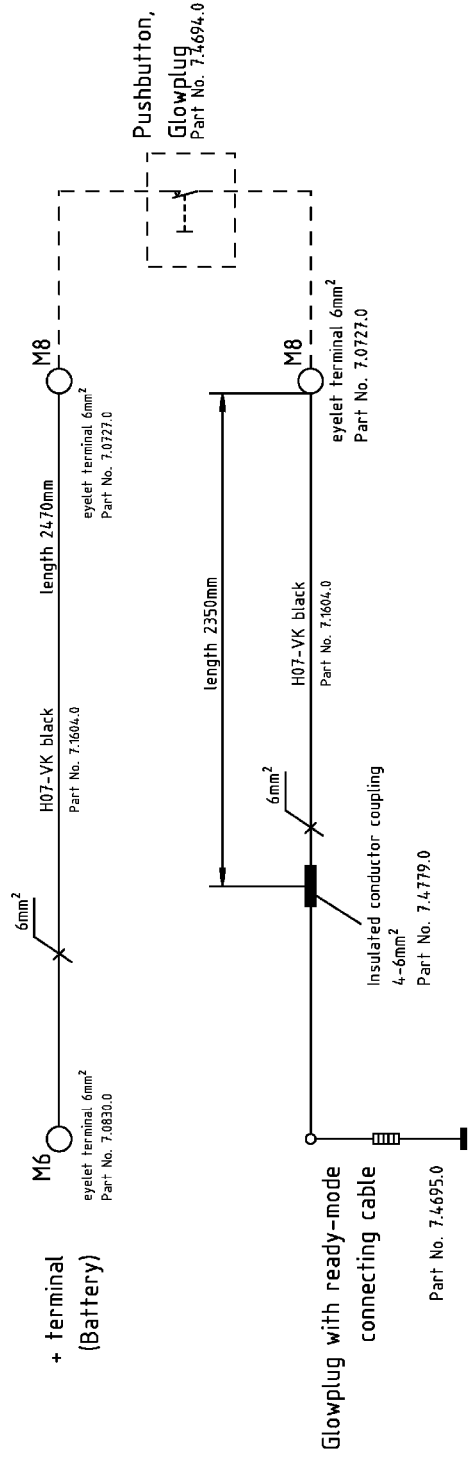 + terminal
(Battery)
M6
eyelet terminal 6mm²
Part No. 7.0830.0
6mm²
H07-VK black
Part No. 7.1604.0
length 2470mm
M8
eyelet terminal 6mm²
Part No. 7.0727.0
Pushbutton,
Glowplug
Part No. 7.4694.0
Glowplug with ready-mode
connecting cable
Part No. 7.4695.0
Insulated conductor coupling
4-6mm²
Part No. 7.4779.0
6mm²
length 2350mm
H07-VK black
Part No. 7.1604.0
M8
eyelet terminal 6mm²
Part No. 7.0727.0